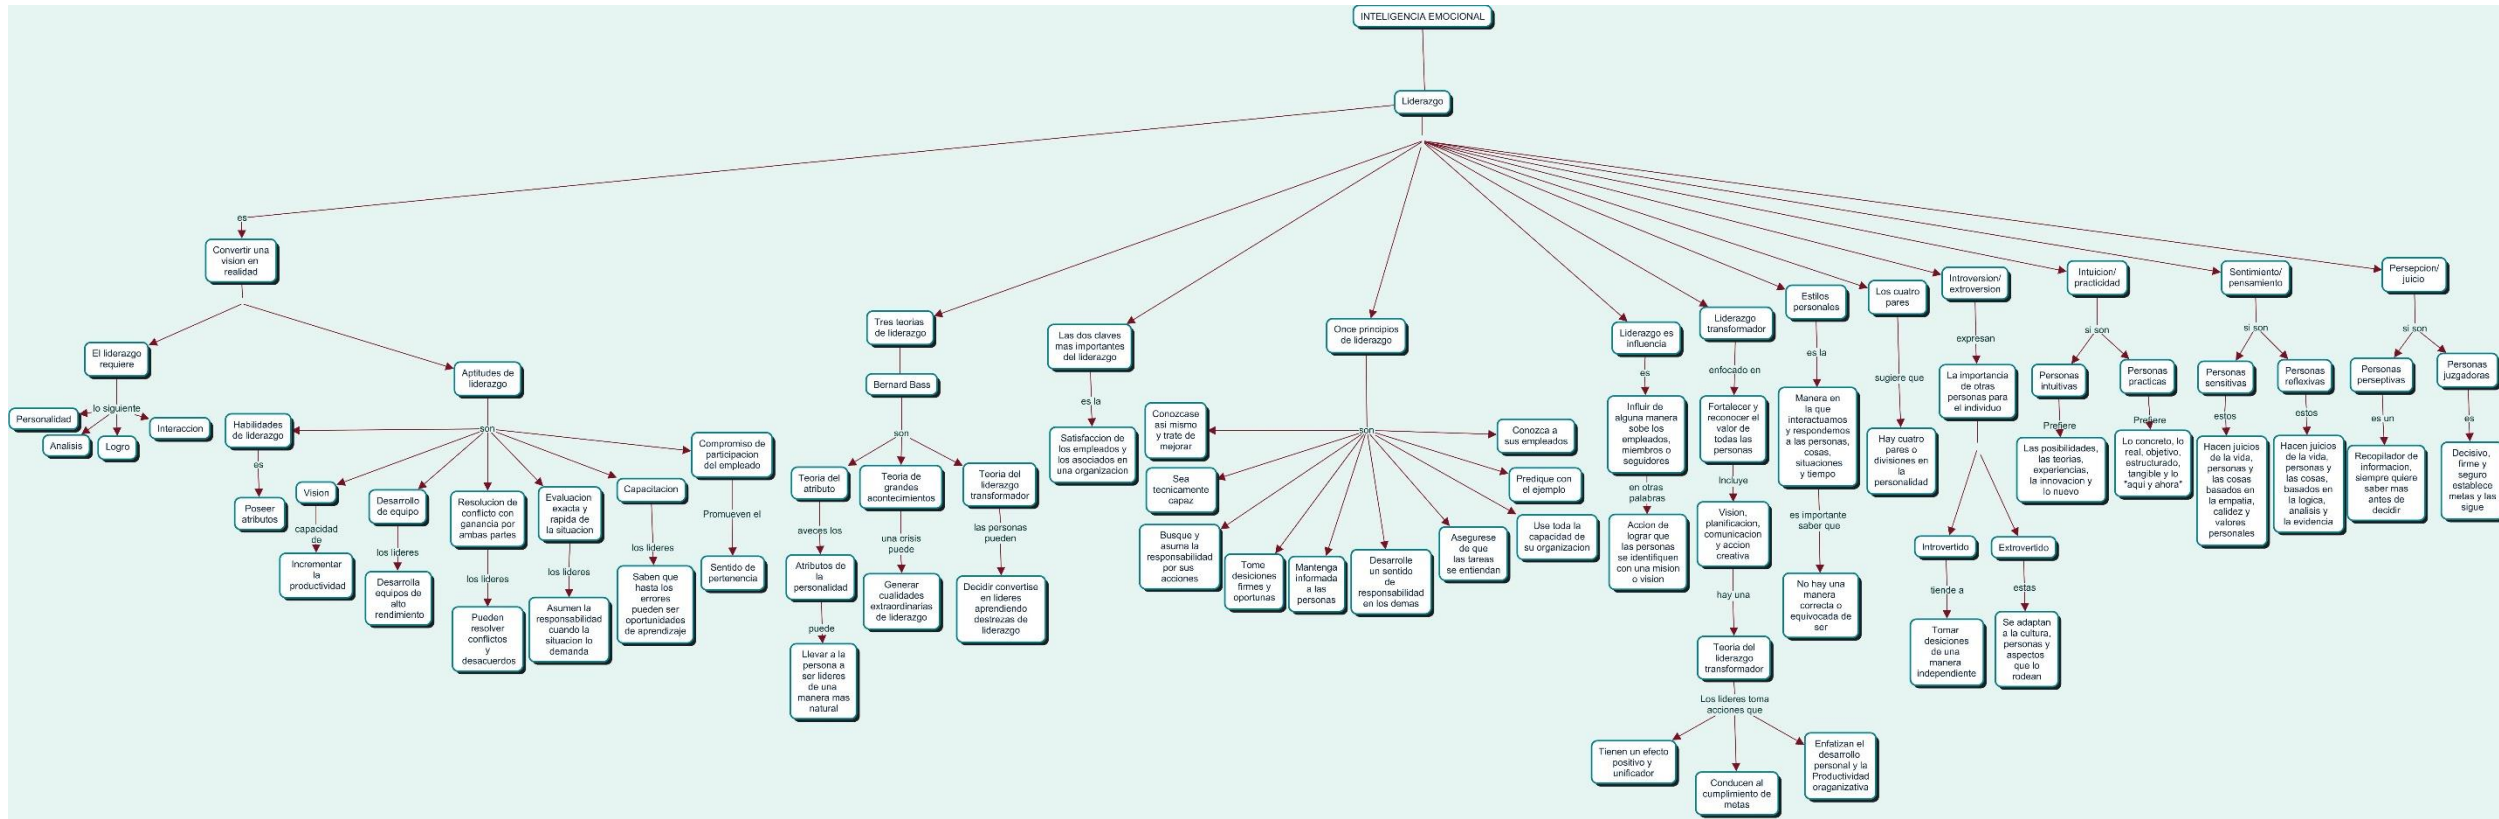 INTELIGENCIA EMOCIONAL
Liderazgo
es
Convertir una
vision en
realidad
El liderazgo
requiere
lo siguiente
Personalidad
Analisis
Logro
Interaccion
Aptitudes de
liderazgo
son
Habilidades
de liderazgo
es
Poseer
atributos
Vision
capacidad
de
Incrementar
la
productividad
Desarrollo
de equipo
los lideres
Desarrolla
equipos de
alto
rendimiento
Resolucion de
conflicto con
ganancia por
ambas partes
los lideres
Pueden
resolver
conflictos
y
desacuerdos
Evaluacion
exacta y
rapida de
la situacion
los lideres
Asumen la
responsabilidad
cuando la
situacion lo
demanda
Capacitacion
los lideres
Saben que
hasta los
errores
pueden ser
oportunidades
de aprendizaje
Compromiso de
participacion
del empleado
Promueven el
Sentido de
pertenencia
Tres teorias
de liderazgo
Bernard Bass
son
Teoria del
atributo
aveces los
Atributos de
la
personalidad
puede
Llevar a la
persona a
ser lideres
de una
manera mas
natural
Teoria de
grandes
acontecimientos
una crisis
puede
Generar
cualidades
extraordinarias
de liderazgo
Teoria del
liderazgo
transformador
las personas
pueden
Decidir convertise
en lideres
aprendiendo
destrezas de
liderazgo
Las dos claves
mas importantes
del liderazgo
es la
Satisfaccion de
los empleados y
los asociados en
una organizacion
Once principios
de liderazgo
son
Conozcase
asi mismo
y trate de
mejorar
Sea
tecnicamente
capaz
Busque y
asuma la
responsabilidad
por sus
acciones
Tome
desiciones
firmes y
oportunas
Mantenga
informada
a las
personas
Desarrolle
un sentido
de
responsabilidad
en los demas
Asegurese
de que
las tareas
se entiendan
Use toda la
capacidad de
su organizacion
Predique con
el ejemplo
Conozca a
sus empleados
Liderazgo es
influencia
es
Influir de
alguna manera
sobe los
empleados,
miembros o
seguidores
en otras
palabras
Accion de
lograr que
las personas
se identifiquen
con una mision
o vision
Liderazgo
transformador
enfocado en
Fortalecer y
reconocer el
valor de
todas las
personas
Incluye
Vision,
planificacion,
comunicacion
y accion
creativa
hay una
Teoria del
liderazgo
transformador
Los lideres toma
acciones que
Tienen un efecto
positivo y
unificador
Conducen al
cumplimiento de
metas
Enfatizan el
desarrollo
personal y la
Productividad
oraganizativa
Estilos
personales
es la
Manera en
la que
interactuamos
y respondemos
a las personas,
cosas,
situaciones
y tiempo
es importante
saber que
No hay una
manera
correcta o
equivocada de
ser
Los cuatro
pares
sugiere que
Hay cuatro
pares o
divisiones en
la
personalidad
Introversion/
extroversion
expresan
La importancia
de otras
personas para
el individuo
Introvertido
tiende a
Tomar
desiciones
de una
manera
independiente
Extrovertido
estas
Se adaptan
a la cultura,
personas y
aspectos
que lo
rodean
Intuicion/
practicidad
si son
Personas
intuitivas
Prefiere
Las posibilidades,
las teorias,
experiencias,
la innovacion y
lo nuevo
Personas
practicas
Prefiere
Lo concreto, lo
real, objetivo,
estructurado,
tangible y lo
"aqui y ahora"
Sentimiento/
pensamiento
si son
Personas
sensitivas
estos
Hacen juicios
de la vida,
personas y
las cosas
basados en
la empatia,
calidez y
valores
personales
Personas
reflexivas
estos
Hacen juicios
de la vida,
personas y
las cosas,
basados en
la logica,
analisis y
la evidencia
Persepcion/
juicio
si son
Personas
perseptivas
es un
Recopilador de
informacion,
siempre quiere
saber mas
antes de
decidir
Personas
juzgadoras
es
Decisivo,
firme y
seguro
establece
metas y las
sigue